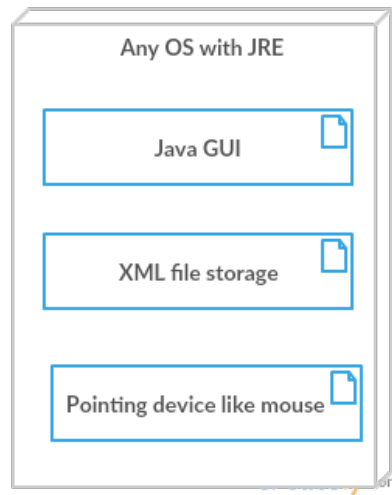 Any OS with JRE
Java GUI
XML file storage
Pointing device like mouse